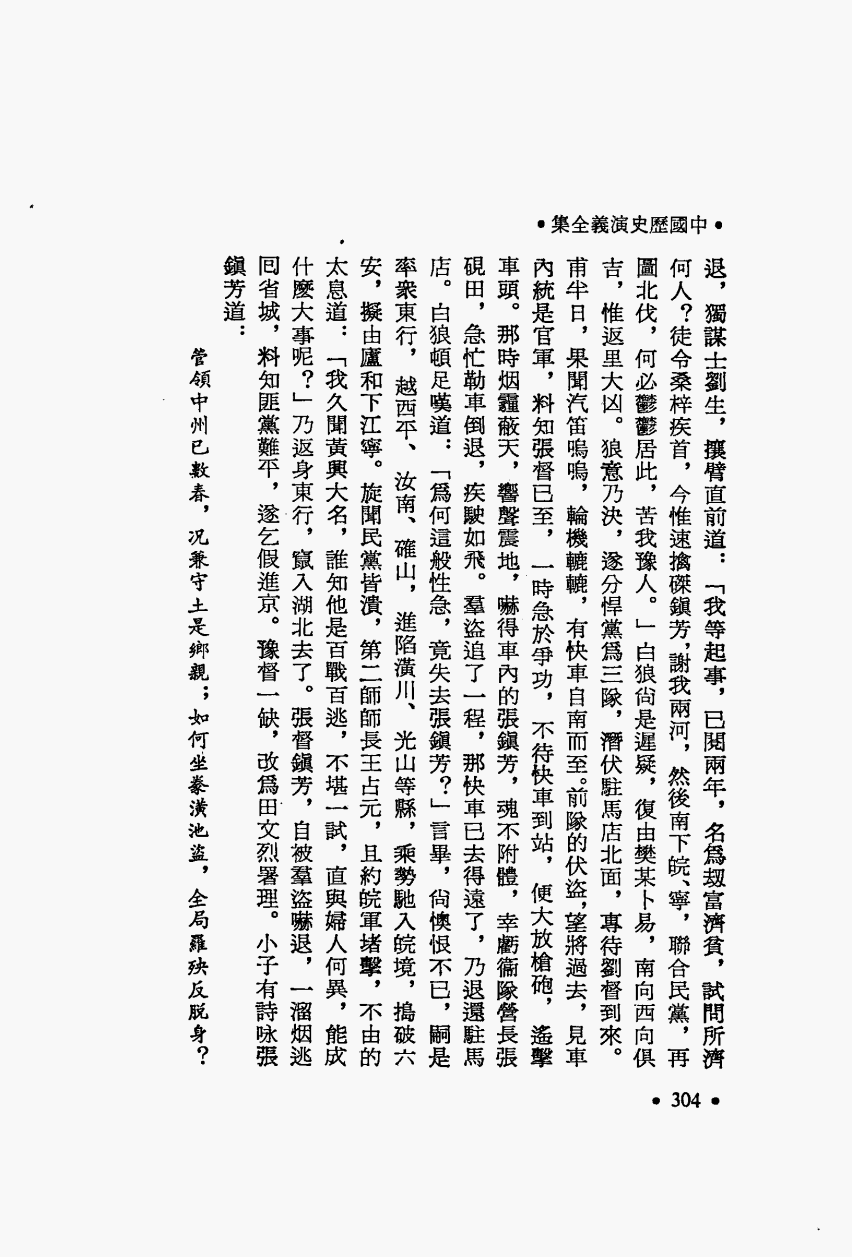 •中國歷史演義全集•
退，獨謀士劉生，攘臂直前道：「我等起事，已閱兩年，名爲刼富濟貧，試問所濟
何人？徒令桑梓疾首，今惟速擒磔鎭芳，謝我兩河，然後南下皖、寧，聯合民黨，再
圖北伐，何必鬱鬱居此，苦我豫人。」白狼尙是遲疑，復由樊某卜易，南向西向俱
吉，惟返里大凶。狼意乃決，遂分悍黨爲三隊，潛伏駐馬店北面，專待劉督到來。
甫半日，果聞汽笛嗚嗚，輪機轆轆，有快車自南而至。前隊的伏盜，望將過去，見車
內統是官軍，料知張督已至，一時急於爭功，不待快車到站，便大放槍砲，遙擊
車頭。那時烟霾蔽天，響聲震地，嚇得車內的張鎭芳，魂不附體，幸虧衞隊營長張
硯田，急忙勒車倒退，疾駛如飛。羣盜追了一程，那快車已去得遠了，乃退還駐馬
店。白狼頓足嘆道：「爲何這般性急，竟失去張鎭芳？」言畢，尙懊恨不已，嗣是
率衆東行，越西平、汝南、確山，進陷潢川、光山等縣，乘勢馳入皖境，搗破六
安，擬由廬和下江寧。旋聞民黨皆潰，第二師師長王占元，且約皖軍堵擊，不由的
太息道：「我久聞黃興大名，誰知他是百戰百逃，不堪一試，直與婦人何異，能成
什麼大事呢？」乃返身東行，竄入湖北去了。張督鎭芳，自被羣盜嚇退，一溜烟逃
囘省城，料知匪黨難平，遂乞假進京。豫督一缺，改爲田文烈署理。小子有詩咏張
鎭芳道：
管領中州已數春，况兼守土是鄉親；如何坐豢潢池盜，全局罹殃反脫身？
•304•